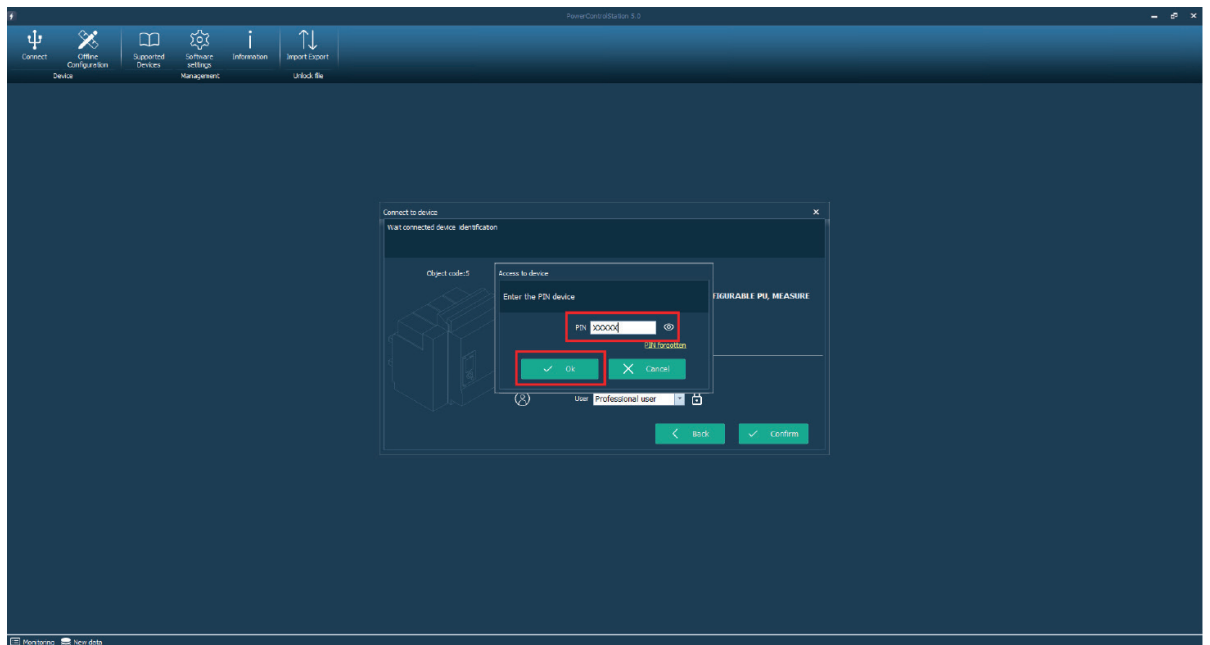 PowerControlStation 5.0
Connect
Offline Configuration
Supported Devices
Software settings
Information
Import Export
Device
Management
Unlock file
Connect to device
Wait connected device identification
Object code:5
Access to device
Enter the PIN device
FIGURABLE PU, MEASURE
PIN XXXXX
PIN forgotten
Ok
Cancel
User Professional user
Back
Confirm
Monitoring
New data